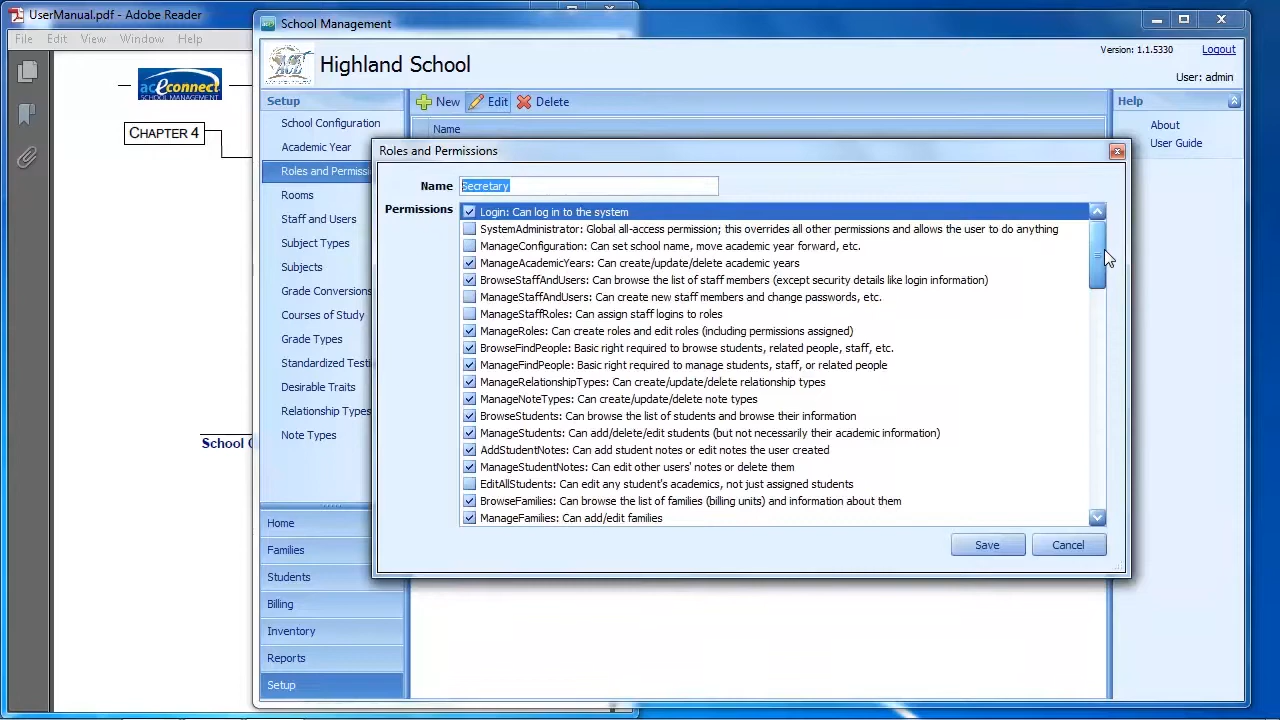 UserManual.pdf - Adobe Reader
File Edit View Window Help
aceconnect
SCHOOL MANAGEMENT
CHAPTER 4
School
School Management
Highland School
Version: 1.1.5330
Logout
User: admin
Setup
School Configuration
Academic Year
Roles and Permissi
Rooms
Staff and Users
Subject Types
Subjects
Grade Conversions
Courses of Study
Grade Types
Standardized Testi
Desirable Traits
Relationship Types
Note Types
Home
Families
Students
Billing
Inventory
Reports
Setup
New Edit Delete
Name
Help
About
User Guide
Roles and Permissions
Name Secretary
Permissions
Login: Can log in to the system
SystemAdministrator: Global all-access permission; this overrides all other permissions and allows the user to do anything
ManageConfiguration: Can set school name, move academic year forward, etc.
ManageAcademicYears: Can create/update/delete academic years
BrowseStaffAndUsers: Can browse the list of staff members (except security details like login information)
ManageStaffAndUsers: Can create new staff members and change passwords, etc.
ManageStaffRoles: Can assign staff logins to roles
ManageRoles: Can create roles and edit roles (including permissions assigned)
BrowseFindPeople: Basic right required to browse students, related people, staff, etc.
ManageFindPeople: Basic right required to manage students, staff, or related people
ManageRelationshipTypes: Can create/update/delete relationship types
ManageNoteTypes: Can create/update/delete note types
BrowseStudents: Can browse the list of students and browse their information
ManageStudents: Can add/delete/edit students (but not necessarily their academic information)
AddStudentNotes: Can add student notes or edit notes the user created
ManageStudentNotes: Can edit other users' notes or delete them
EditAllStudents: Can edit any student's academics, not just assigned students
BrowseFamilies: Can browse the list of families (billing units) and information about them
ManageFamilies: Can add/edit families
Save Cancel